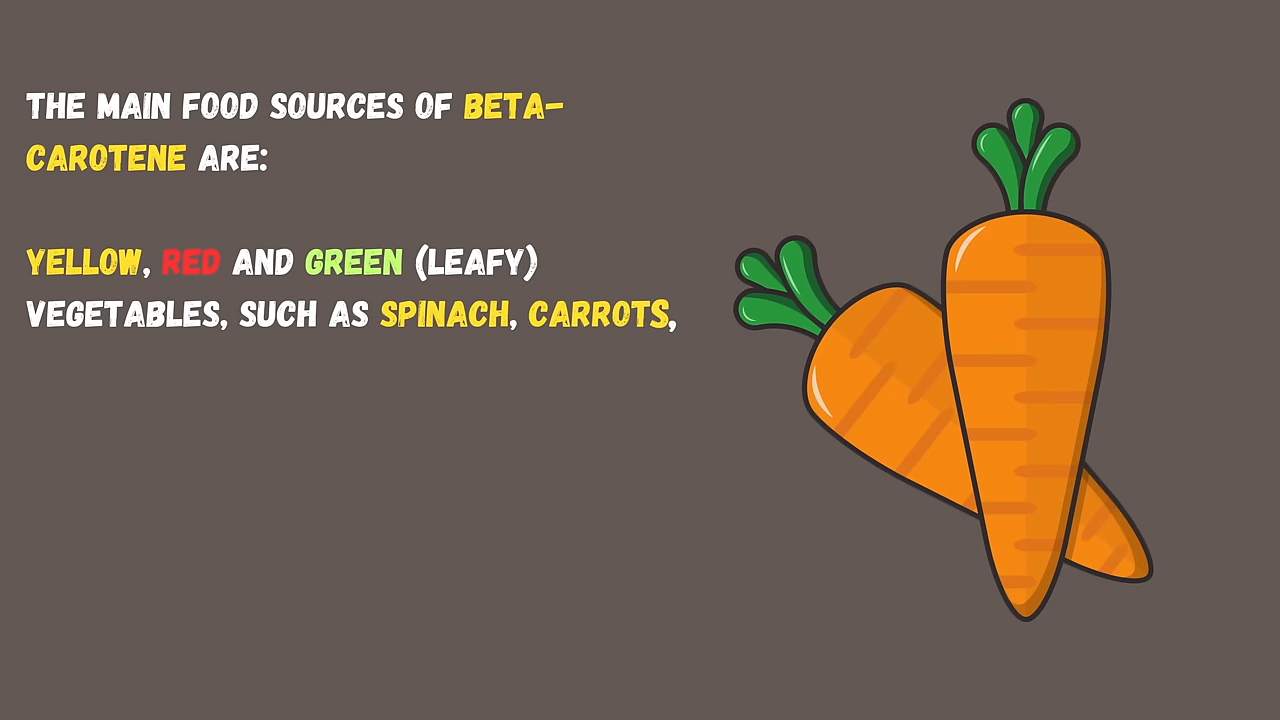 THE MAIN FOOD SOURCES OF BETA-
CAROTENE ARE:
YELLOW, RED AND GREEN (LEAFY)
VEGETABLES, SUCH AS SPINACH, CARROTS,